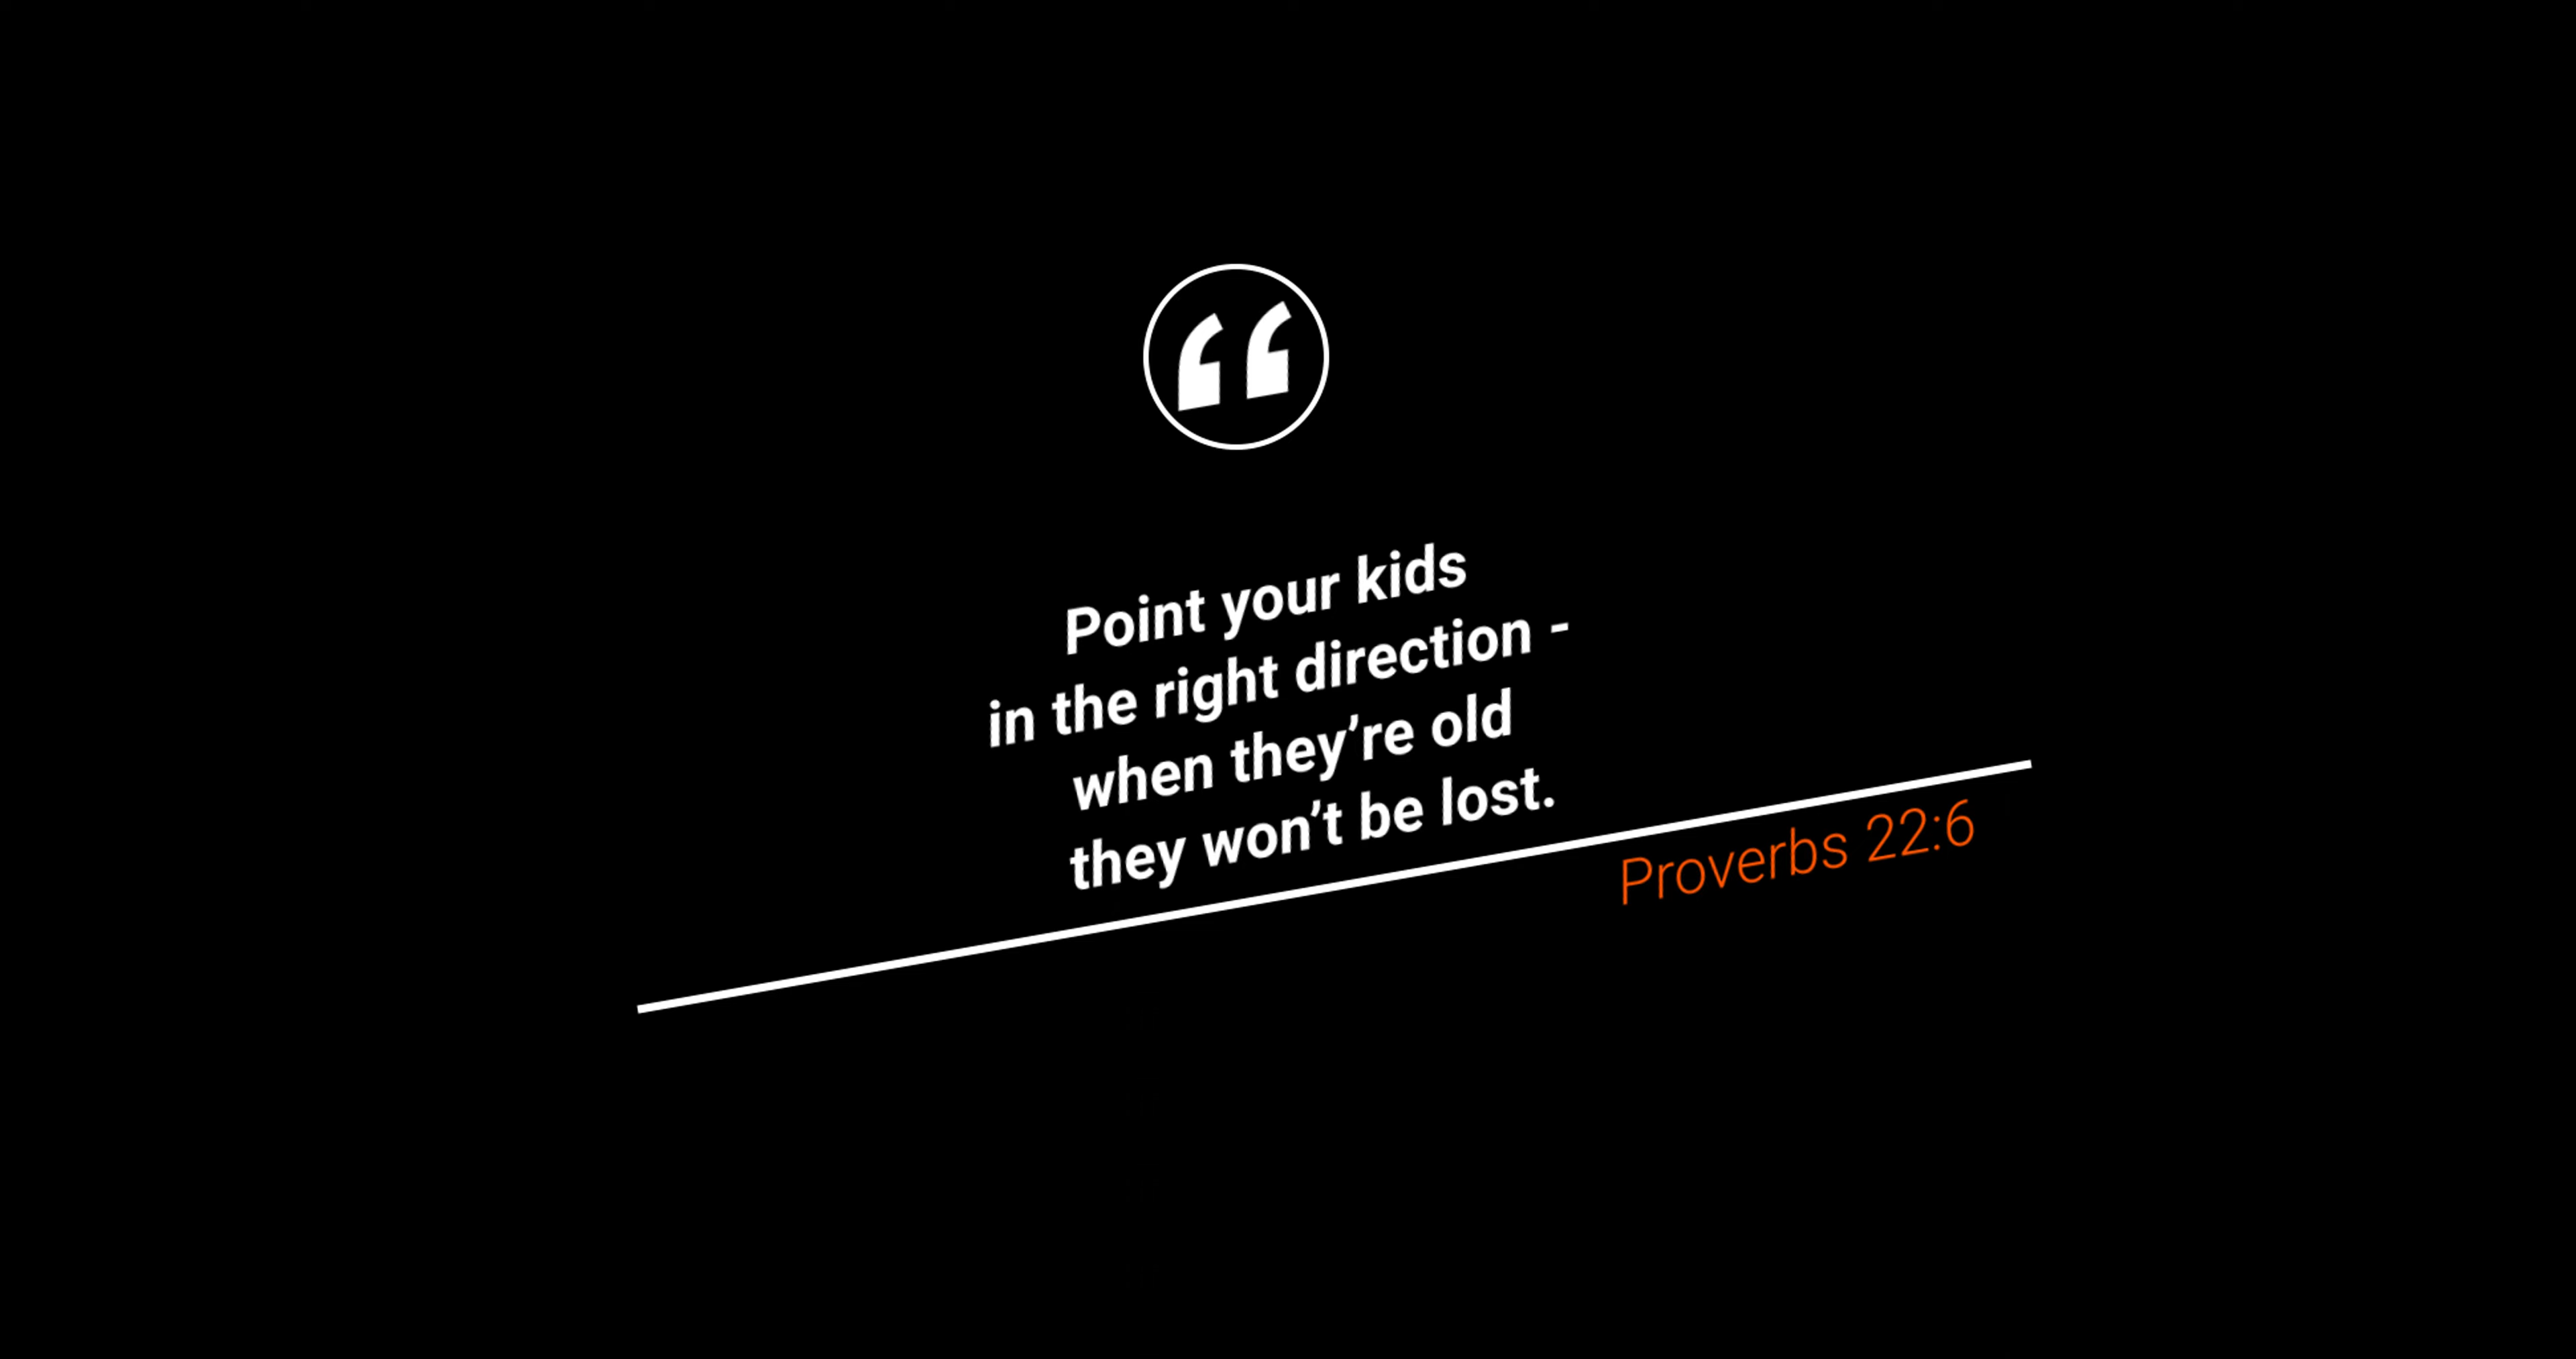 “
Point your kids
in the right direction -
when they’re old
they won’t be lost.
Proverbs 22:6